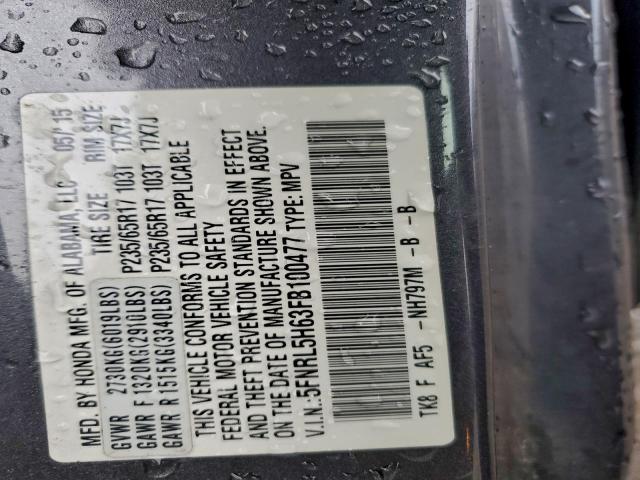 MFD. BY HONDA MFG. OF ALABAMA, LLC 05/15
TIRE SIZE RIM SIZE
GVWR 2730KG(6019LBS)
GAWR F 1320KG(2910LBS) P235/65R17 103T 17X7J
GAWR R 1515KG(3340LBS) P235/65R17 103T 17X7J
THIS VEHICLE CONFORMS TO ALL APPLICABLE
FEDERAL MOTOR VEHICLE SAFETY
AND THEFT PREVENTION STANDARDS IN EFFECT
ON THE DATE OF MANUFACTURE SHOWN ABOVE.
V.I.N.:5FNRL5H63FB100477 TYPE: MPV
TK8 F AF5 -NH797M -B -B